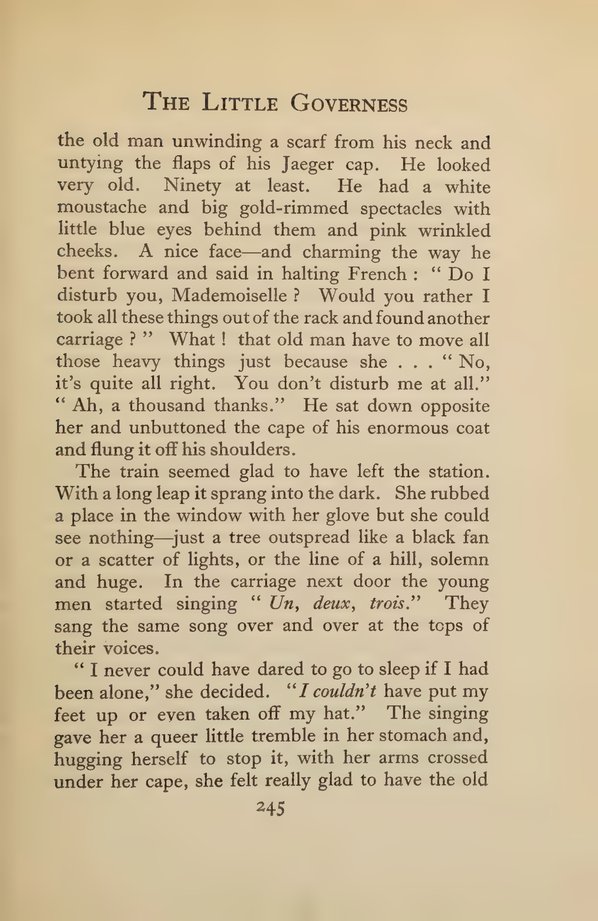 The Little Governess
the old man unwinding a scarf from his neck and
untying the flaps of his Jaeger cap. He looked
very old. Ninety at least. He had a white
moustache and big gold-rimmed spectacles with
little blue eyes behind them and pink wrinkled
cheeks. A nice face—and charming the way he
bent forward and said in halting French : “ Do I
disturb you, Mademoiselle ? Would you rather I
took all these things out of the rack and found another
carriage ? ” What ! that old man have to move all
those heavy things just because she . . . “ No,
it’s quite all right. You don’t disturb me at all.”
“ Ah, a thousand thanks.” He sat down opposite
her and unbuttoned the cape of his enormous coat
and flung it off his shoulders.
The train seemed glad to have left the station.
With a long leap it sprang into the dark. She rubbed
a place in the window with her glove but she could
see nothing—just a tree outspread like a black fan
or a scatter of lights, or the line of a hill, solemn
and huge. In the carriage next door the young
men started singing “ Un, deux, trois.” They
sang the same song over and over at the tops of
their voices.
“ I never could have dared to go to sleep if I had
been alone,” she decided. “ I couldn’t have put my
feet up or even taken off my hat.” The singing
gave her a queer little tremble in her stomach and,
hugging herself to stop it, with her arms crossed
under her cape, she felt really glad to have the old
245